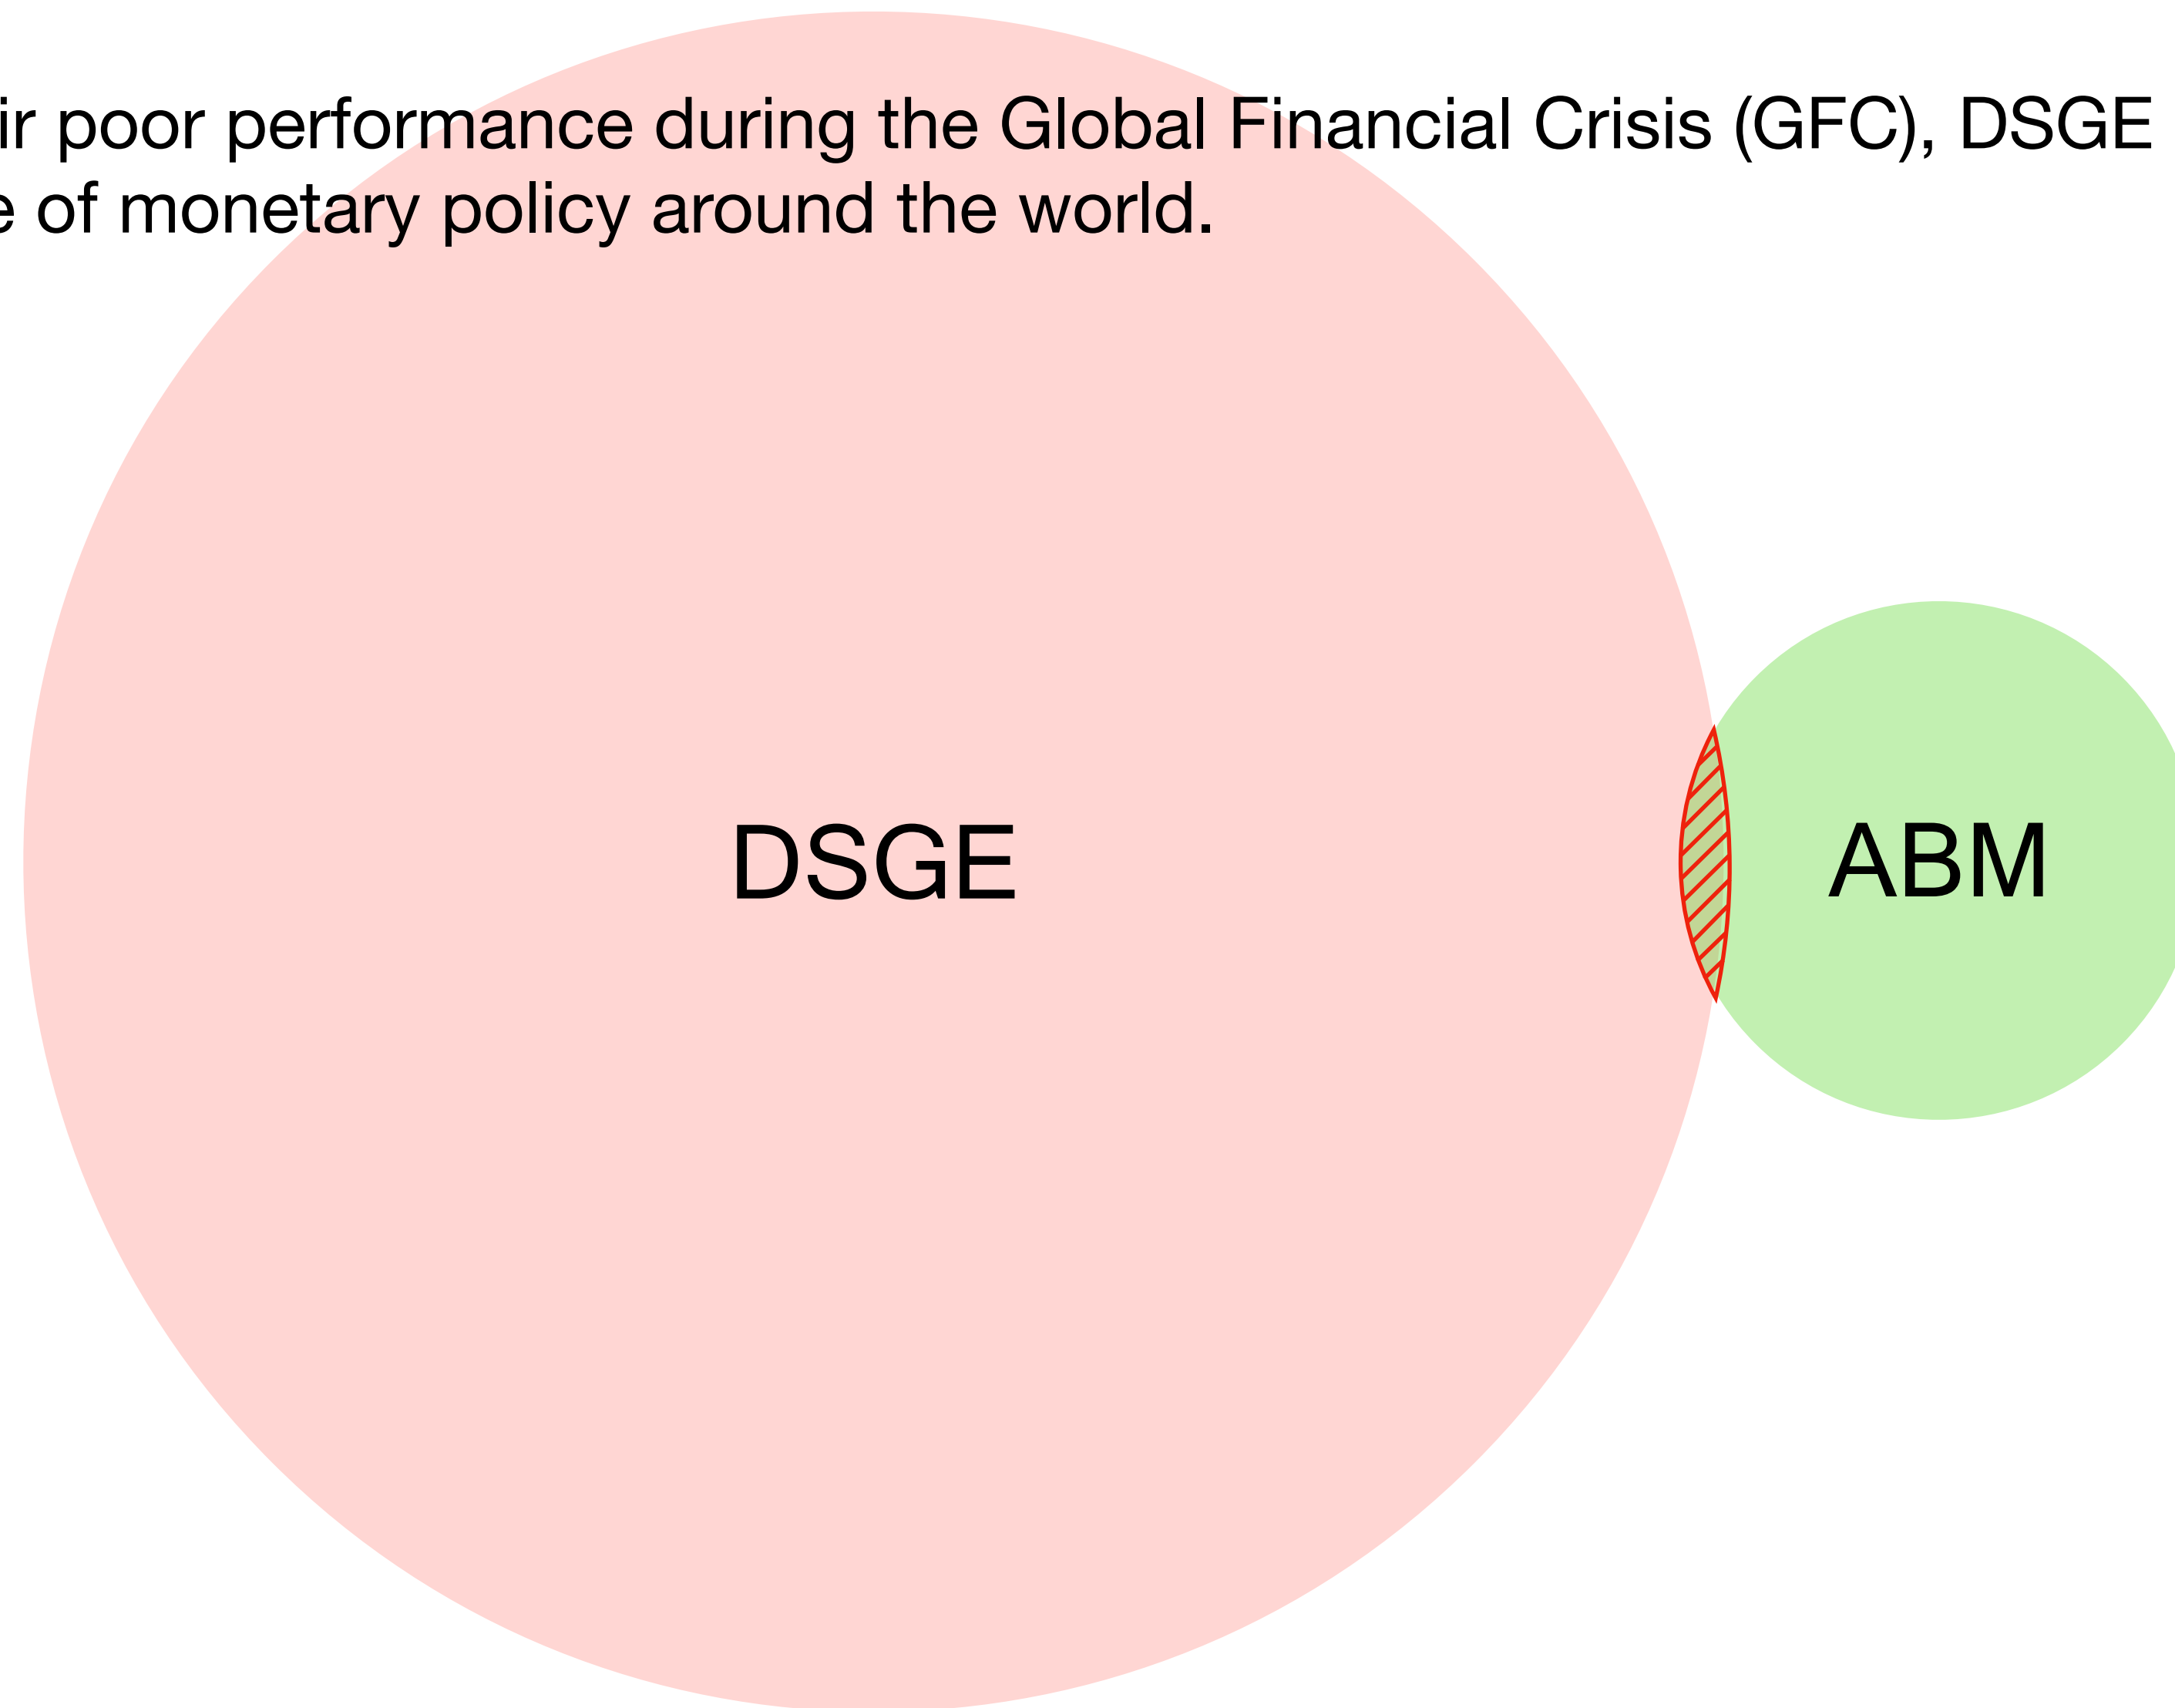 ir poor performance during the Global Financial Crisis (GFC), DSGE
e of monetary policy around the world.
DSGE
ABM